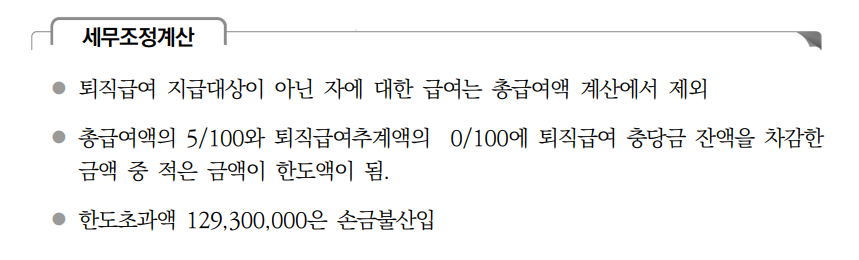 세무조정계산
● 퇴직급여 지급대상이 아닌 자에 대한 급여는 총급여액 계산에서 제외
● 총급여액의 5/100와 퇴직급여추계액의 0/100에 퇴직급여 충당금 잔액을 차감한
금액 중 적은 금액이 한도액이 됨.
● 한도초과액 129,300,000은 손금불산입